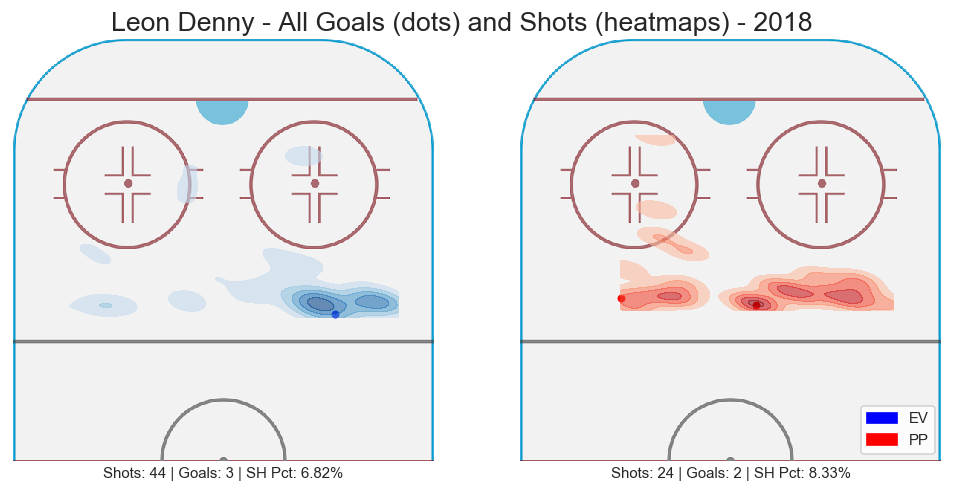 Leon Denny - All Goals (dots) and Shots (heatmaps) - 2018
EV
PP
Shots: 44 | Goals: 3 | SH Pct: 6.82%
Shots: 24 | Goals: 2 | SH Pct: 8.33%